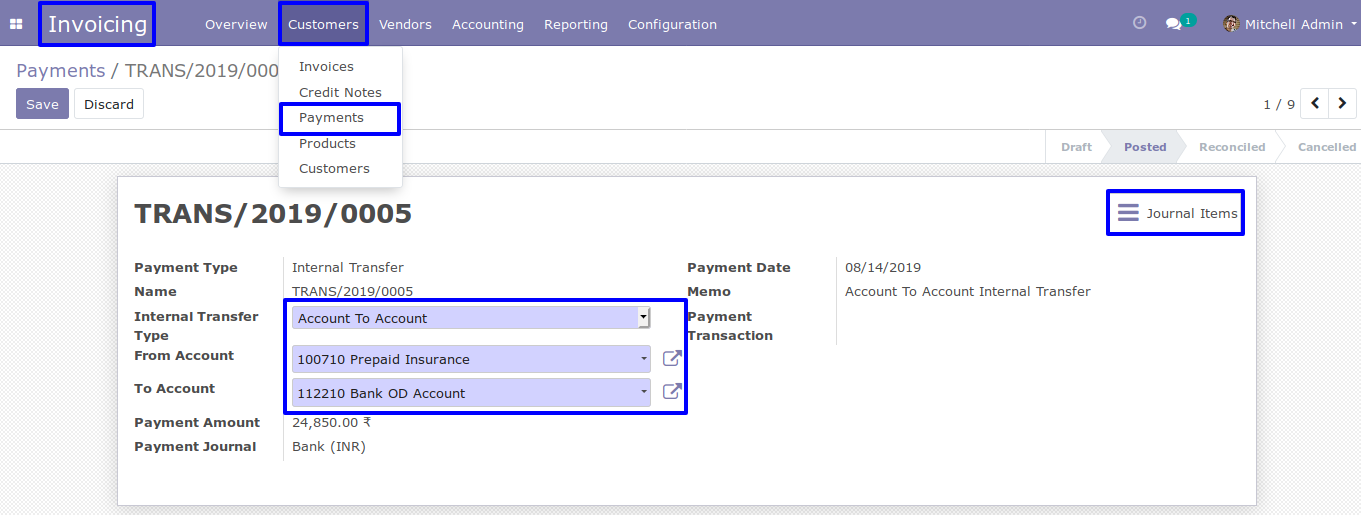 Invoicing Overview Customers Vendors Accounting Reporting Configuration 1 Mitchell Admin
Payments / TRANS/2019/000
Save Discard
1 / 9
Invoices
Credit Notes
Payments
Products
Customers
Draft Posted Reconciled Cancelled
TRANS/2019/0005
Journal Items
Payment Type Internal Transfer
Name TRANS/2019/0005
Internal Transfer Type Account To Account
From Account 100710 Prepaid Insurance
To Account 112210 Bank OD Account
Payment Amount 24,850.00 ₹
Payment Journal Bank (INR)
Payment Date 08/14/2019
Memo Account To Account Internal Transfer
Payment
Transaction